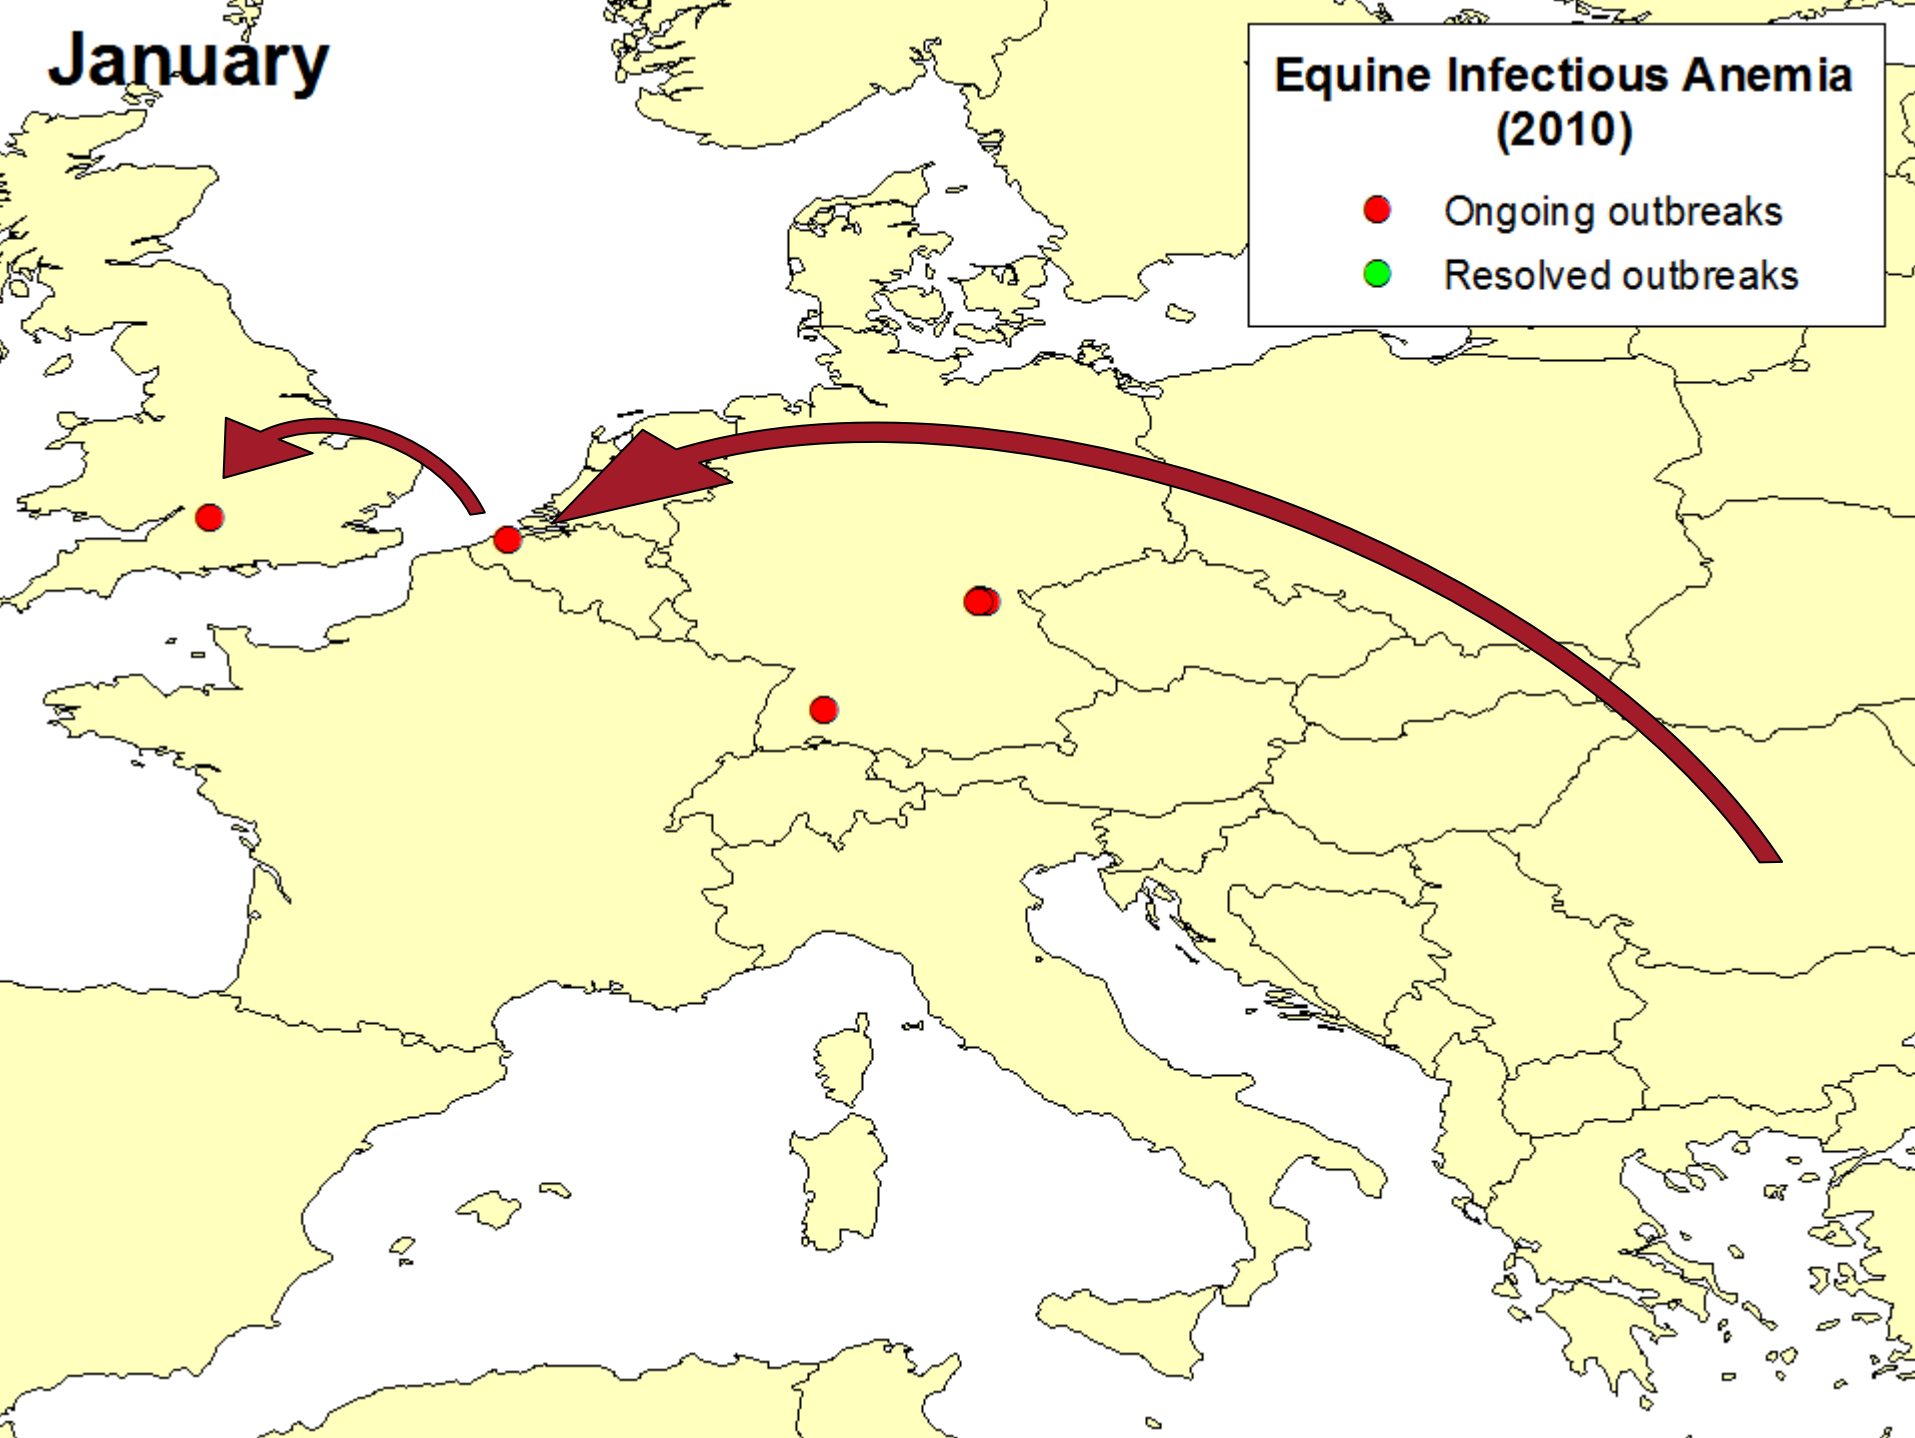 January
Equine Infectious Anemia
(2010)
Ongoing outbreaks
Resolved outbreaks